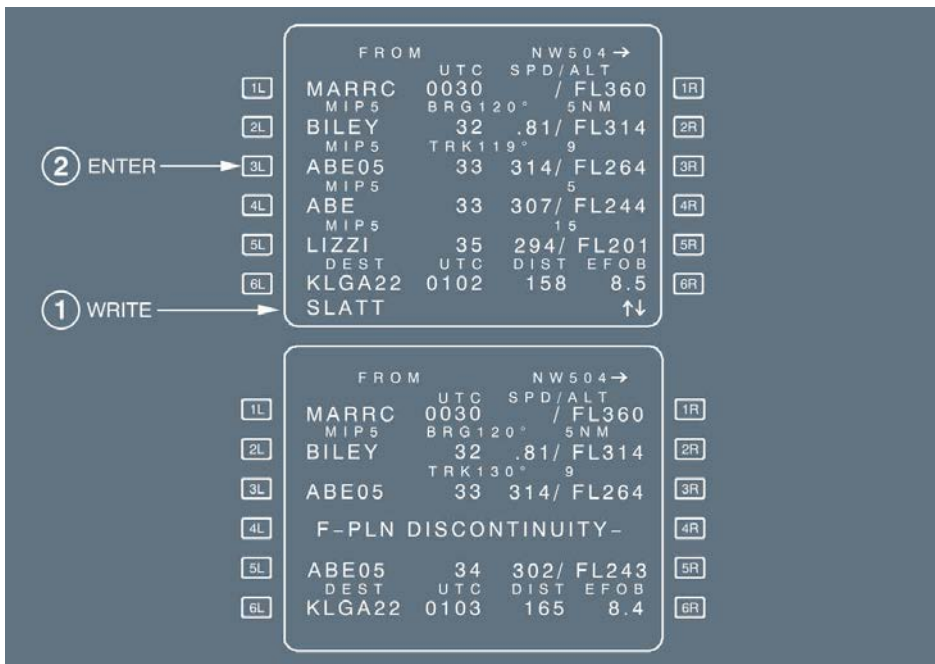 FROM NW504→
UTC SPD/ALT
1L MARRC 0030 / FL360 1R
MIP5 BRG120° 5NM
2L BILEY 32 .81/ FL314 2R
MIP5 TRK119° 9
2 ENTER 3L ABE05 33 314/ FL264 3R
MIP5 5
4L ABE 33 307/ FL244 4R
MIP5 15
5L LIZZI 35 294/ FL201 5R
DEST UTC DIST EFOB
6L KLGA22 0102 158 8.5 6R
1 WRITE SLATT ↑↓
FROM NW504→
UTC SPD/ALT
1L MARRC 0030 / FL360 1R
MIP5 BRG120° 5NM
2L BILEY 32 .81/ FL314 2R
TRK130° 9
3L ABE05 33 314/ FL264 3R
4L F-PLN DISCONTINUITY- 4R
5L ABE05 34 302/ FL243 5R
DEST UTC DIST EFOB
6L KLGA22 0103 165 8.4 6R